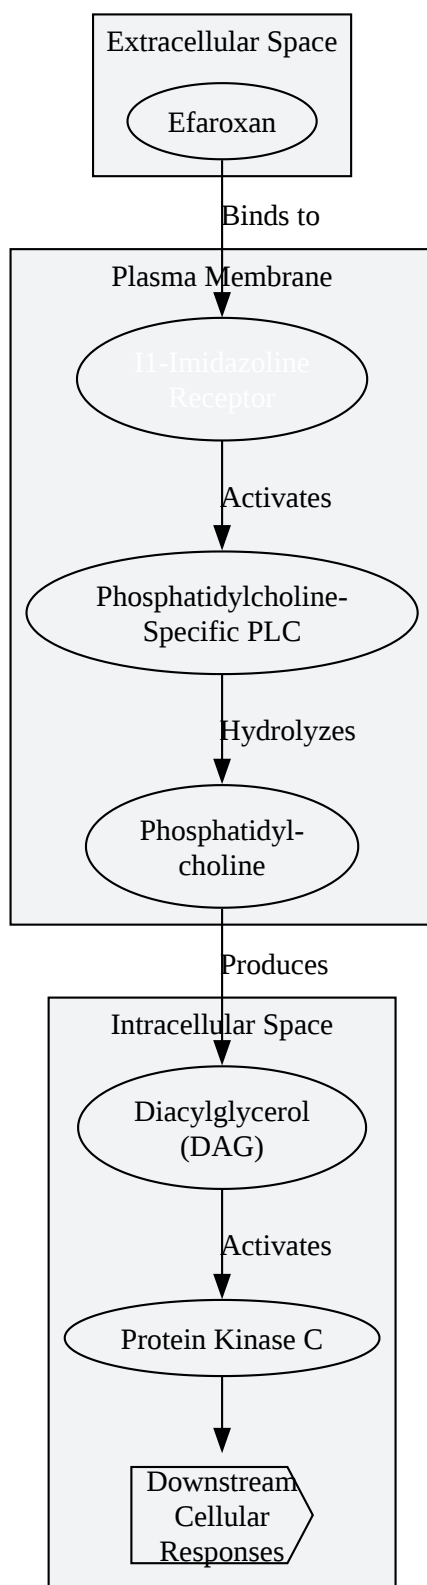 Extracellular Space
Efaroxan
Binds to
Plasma Membrane
I1-Imidazoline
Receptor
Activates
Phosphatidylcholine-
Specific PLC
Hydrolyzes
Phosphatidyl-
choline
Produces
Intracellular Space
Diacylglycerol
(DAG)
Activates
Protein Kinase C
Downstream
Cellular
Responses